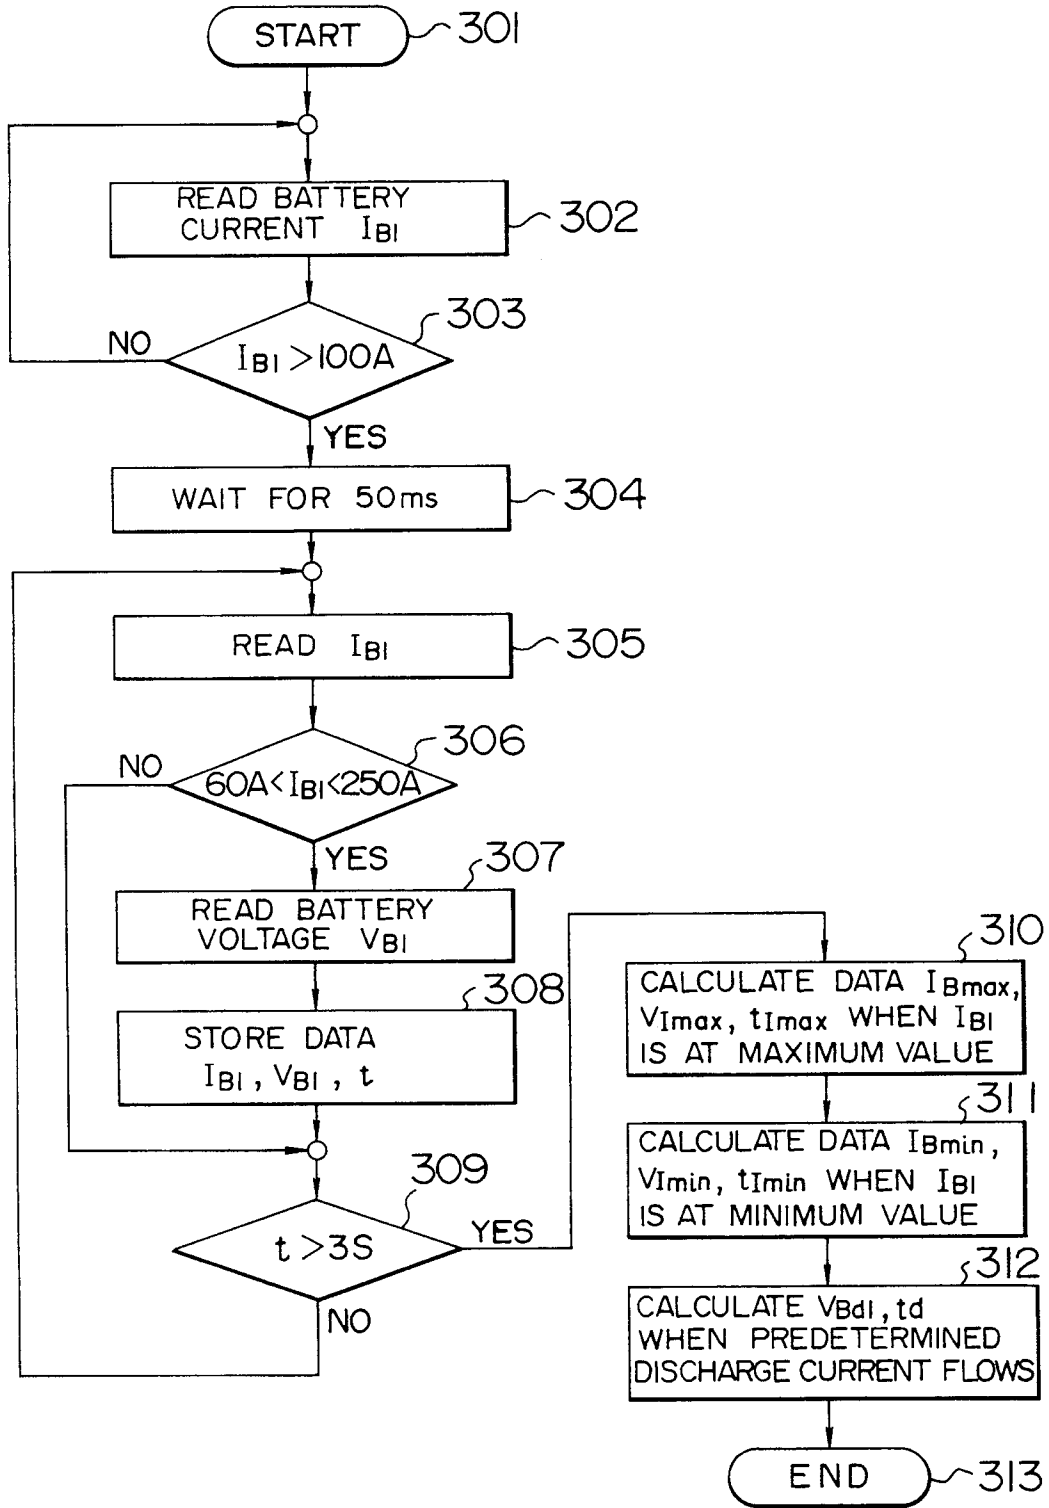 START
301
READ BATTERY
CURRENT IB1
302
303
IB1 > 100A
NO
YES
WAIT FOR 50ms
304
READ IB1
305
306
60A < IB1 < 250A
NO
YES
307
READ BATTERY
VOLTAGE VB1
308
STORE DATA
IB1, VB1, t
309
t > 3S
YES
NO
310
CALCULATE DATA IBmax,
VImax, tImax WHEN IB1
IS AT MAXIMUM VALUE
311
CALCULATE DATA IBmin,
VImin, tImin WHEN IB1
IS AT MINIMUM VALUE
312
CALCULATE VBd1, td
WHEN PREDETERMINED
DISCHARGE CURRENT FLOWS
END
313